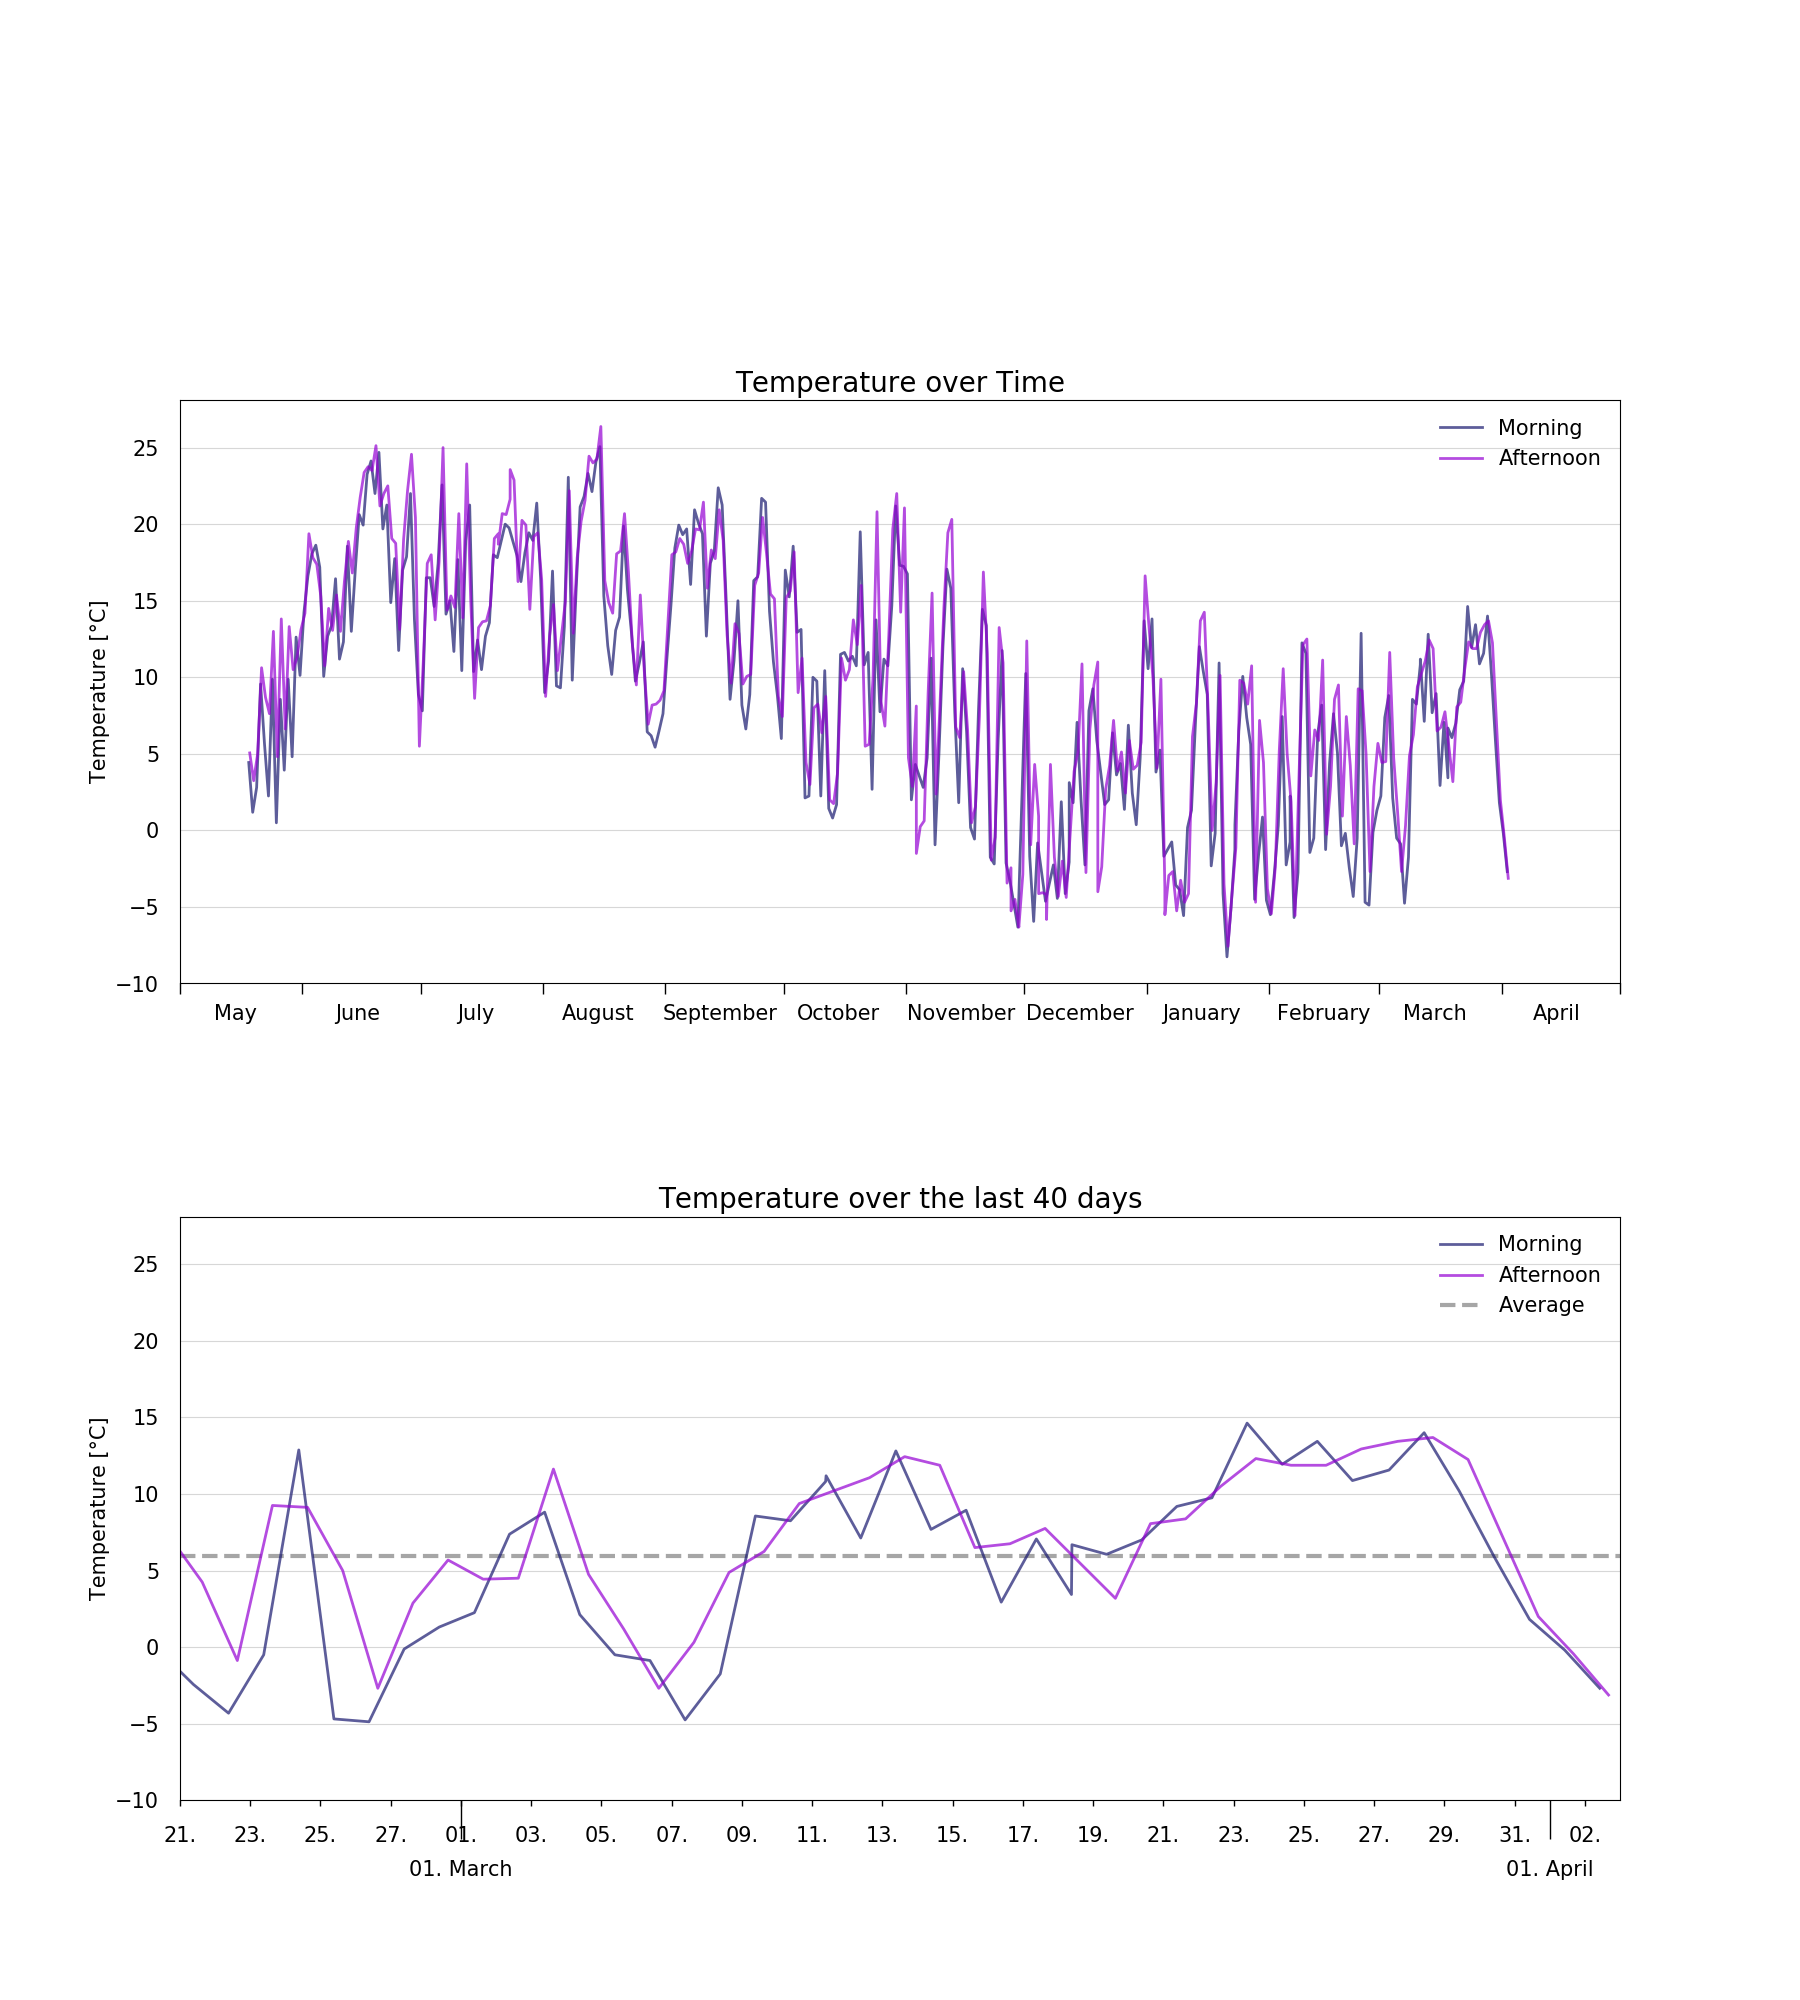 Temperature over Time
Morning
Afternoon
25
20
15
10
5
0
−5
−10
Temperature [°C]
May June July August September October November December January February March April
Temperature over the last 40 days
Morning
Afternoon
Average
25
20
15
10
5
0
−5
−10
Temperature [°C]
21. 23. 25. 27. 01. 03. 05. 07. 09. 11. 13. 15. 17. 19. 21. 23. 25. 27. 29. 31. 02.
01. March 01. April